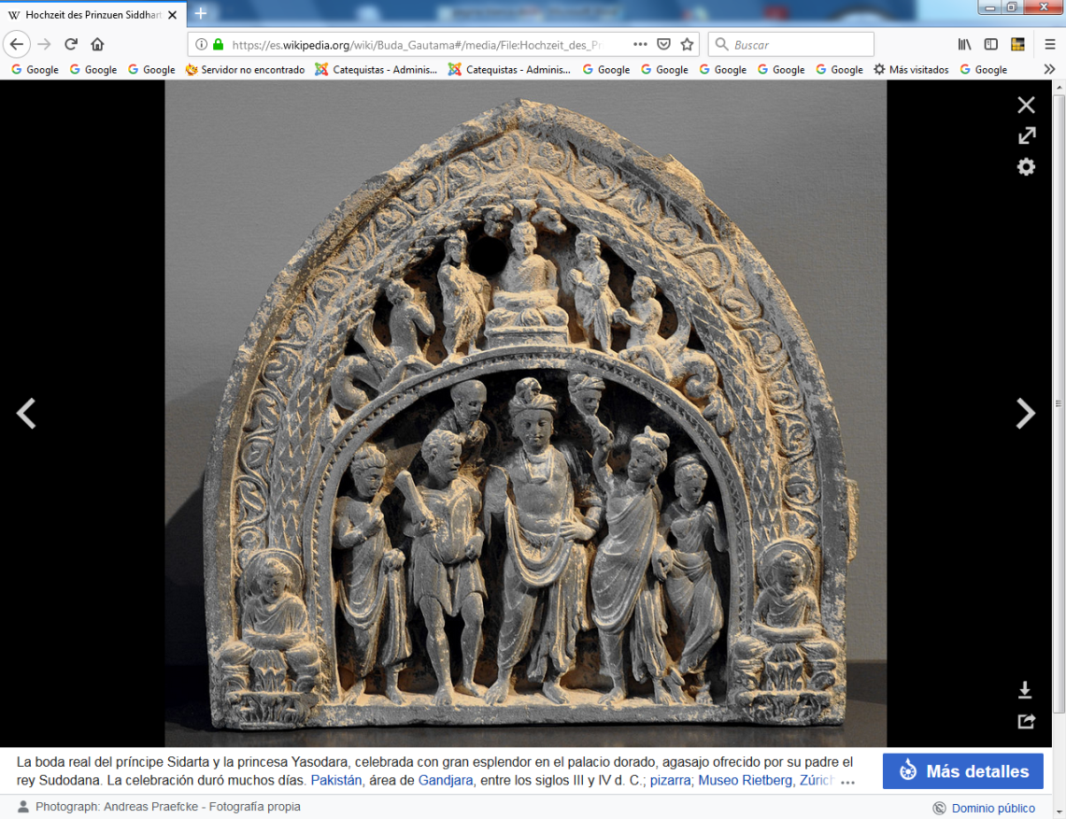 Hochzeit des Prinzuen Siddhart
https://es.wikipedia.org/wiki/Buda_Gautama#/media/File:Hochzeit_des_Pr
Buscar
Google Google Google Servidor no encontrado Catequistas - Adminis... Catequistas - Adminis... Google Google Google Google Google Más visitados Google
La boda real del príncipe Sidarta y la princesa Yasodara, celebrada con gran esplendor en el palacio dorado, agasajo ofrecido por su padre el
rey Sudodana. La celebración duró muchos días. Pakistán, área de Gandjara, entre los siglos III y IV d. C.; pizarra; Museo Rietberg, Zúrich ...
Más detalles
Photograph: Andreas Praefcke - Fotografía propia
Dominio público